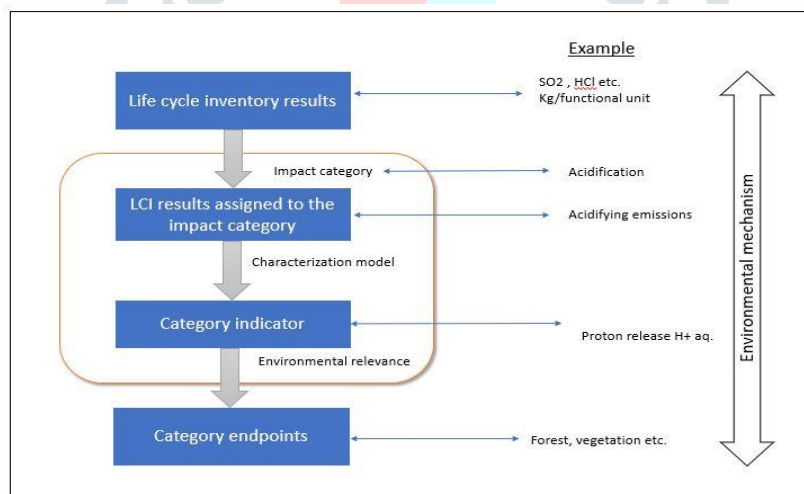 Example
Life cycle inventory results
SO2 , HCl etc.
Kg/functional unit
Impact category
Acidification
LCI results assigned to the
impact category
Acidifying emissions
Characterization model
Category indicator
Proton release H+ aq.
Environmental relevance
Category endpoints
Forest, vegetation etc.
Environmental mechanism